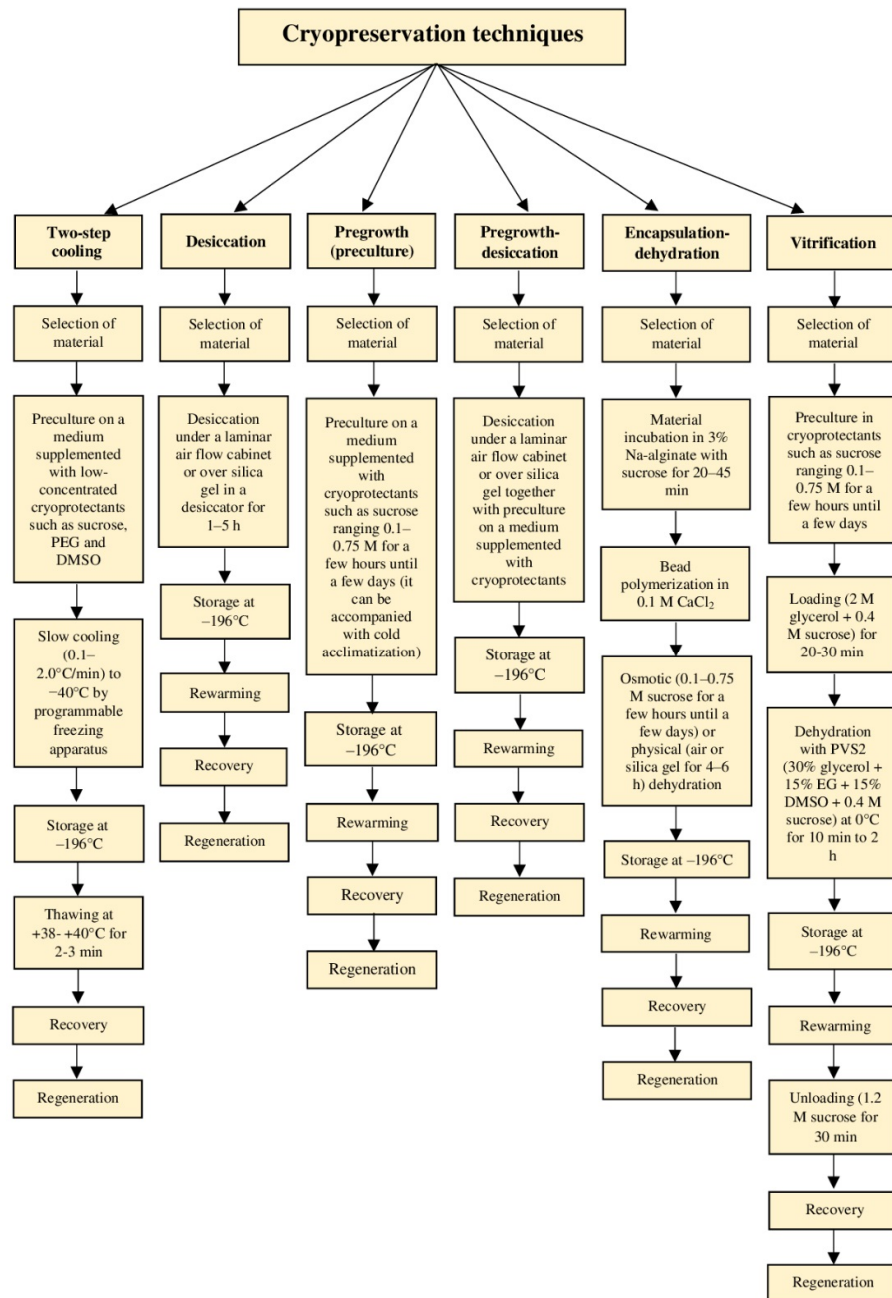 Cryopreservation techniques
Two-step
cooling
Selection of
material
Preculture on a
medium
supplemented
with low-
concentrated
cryoprotectants
such as sucrose,
PEG and
DMSO
Slow cooling
(0.1–
2.0°C/min) to
−40°C by
programmable
freezing
apparatus
Storage at
–196°C
Thawing at
+38- +40°C for
2-3 min
Recovery
Regeneration
Desiccation
Selection of
material
Desiccation
under a laminar
air flow cabinet
or over silica
gel in a
desiccator for
1–5 h
Storage at
–196°C
Rewarming
Recovery
Regeneration
Pregrowth
(preculture)
Selection of
material
Preculture on a
medium
supplemented
with
cryoprotectants
such as sucrose
ranging 0.1–
0.75 M for a
few hours until
a few days (it
can be
accompanied
with cold
acclimatization)
Storage at
–196°C
Rewarming
Recovery
Regeneration
Pregrowth-
desiccation
Selection of
material
Desiccation
under a laminar
air flow cabinet
or over silica
gel together
with preculture
on a medium
supplemented
with
cryoprotectants
Storage at
–196°C
Rewarming
Recovery
Regeneration
Encapsulation-
dehydration
Selection of
material
Material
incubation in 3%
Na-alginate with
sucrose for 20–45
min
Bead
polymerization in
0.1 M CaCl₂
Osmotic (0.1–0.75
M sucrose for a
few hours until a
few days) or
physical (air or
silica gel for 4–6
h) dehydration
Storage at –196°C
Rewarming
Recovery
Regeneration
Vitrification
Selection of
material
Preculture in
cryoprotectants
such as sucrose
ranging 0.1–
0.75 M for a
few hours until
a few days
Loading (2 M
glycerol + 0.4
M sucrose) for
20-30 min
Dehydration
with PVS2
(30% glycerol +
15% EG + 15%
DMSO + 0.4 M
sucrose) at 0°C
for 10 min to 2
h
Storage at
–196°C
Rewarming
Unloading (1.2
M sucrose for
30 min
Recovery
Regeneration